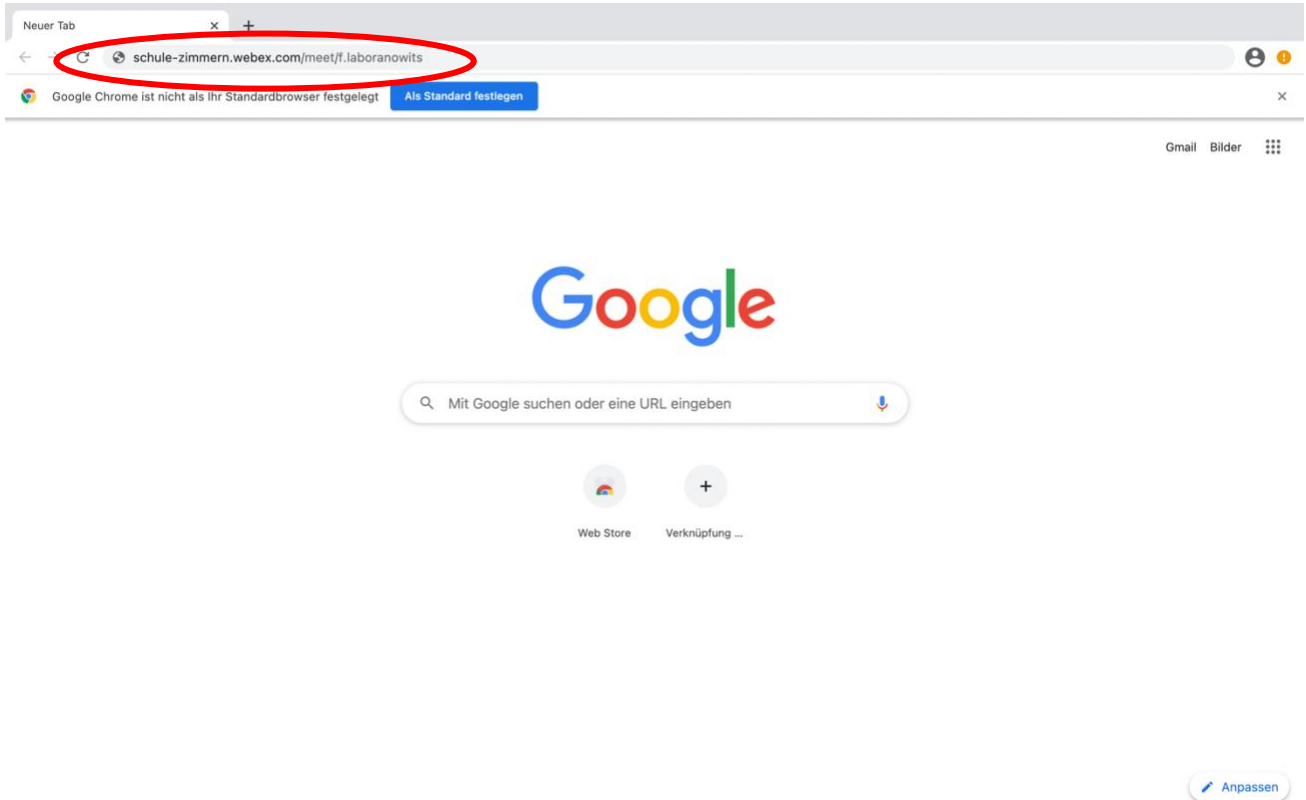 Neuer Tab
schule-zimmern.webex.com/meet/f.laboranowits
Google Chrome ist nicht als Ihr Standardbrowser festgelegt Als Standard festlegen
Gmail Bilder
Google
Mit Google suchen oder eine URL eingeben
Web Store Verknüpfung ...
Anpassen